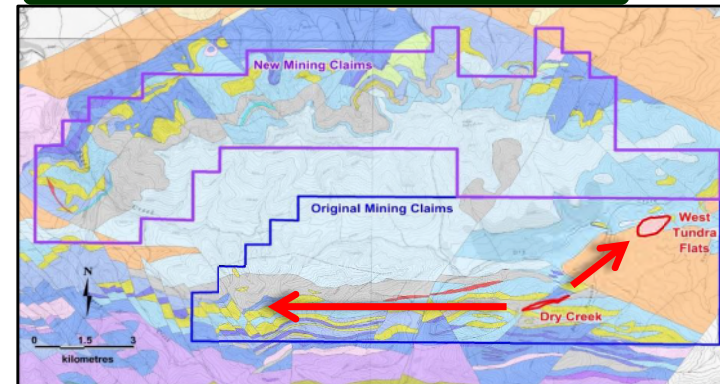 New Mining Claims
Original Mining Claims
West
Tundra
Flats
Dry Creek
N
0 1.5 3
kilometres